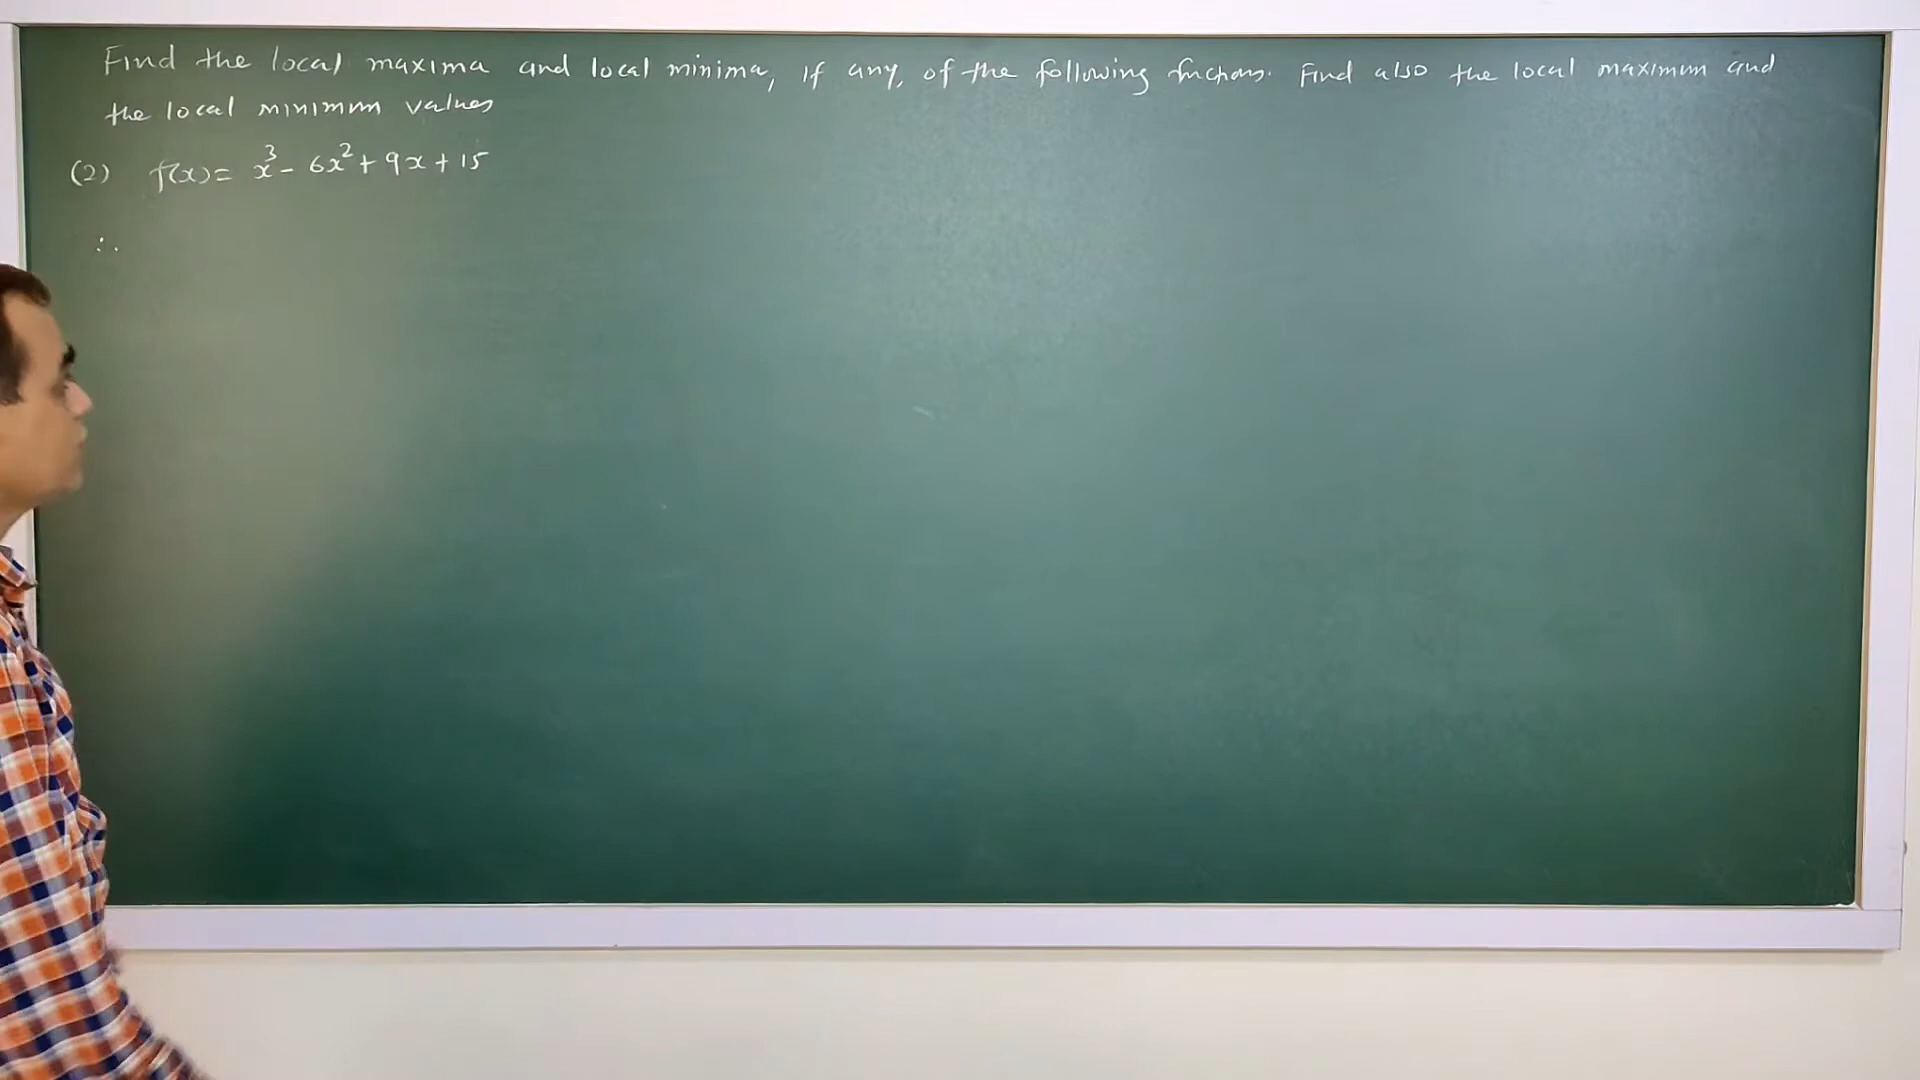 Find the local maxima and local minima, if any, of the following functions. Find also the local maximum and
the local minimum values
(2) f(x) = x³ - 6x² + 9x + 15
∴